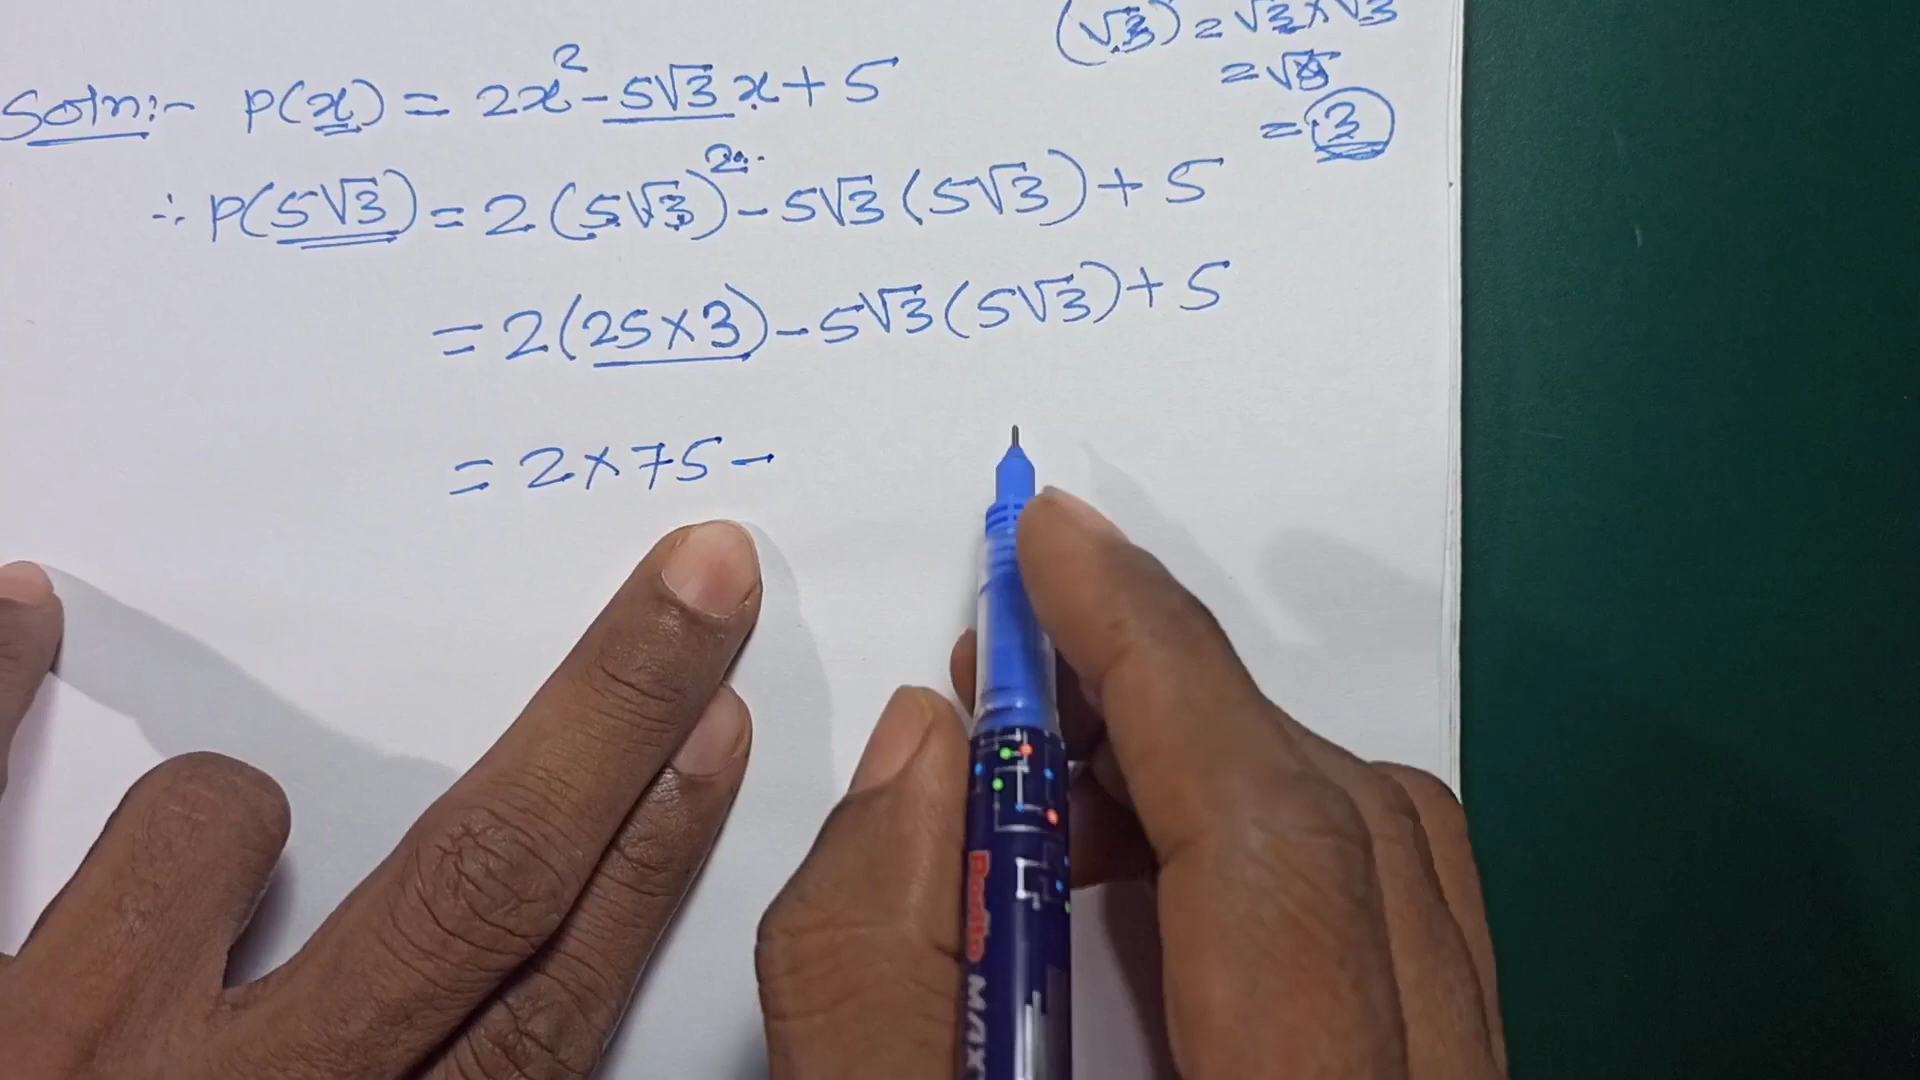 (√3)² = √3×√3
= √9
= 3
Soln:- P(x) = 2x² - 5√3 x + 5
∴ P(5√3) = 2(5√3)² - 5√3(5√3) + 5
= 2(25×3) - 5√3(5√3) + 5
= 2×75 -